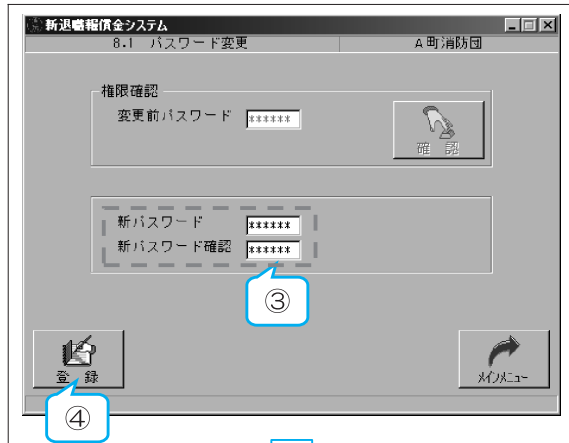 新退職報償金システム
8.1 パスワード変更
A町消防団
権限確認
変更前パスワード ******
確 認
新パスワード ******
新パスワード確認 ******
③
登 録
メインメニュー
④